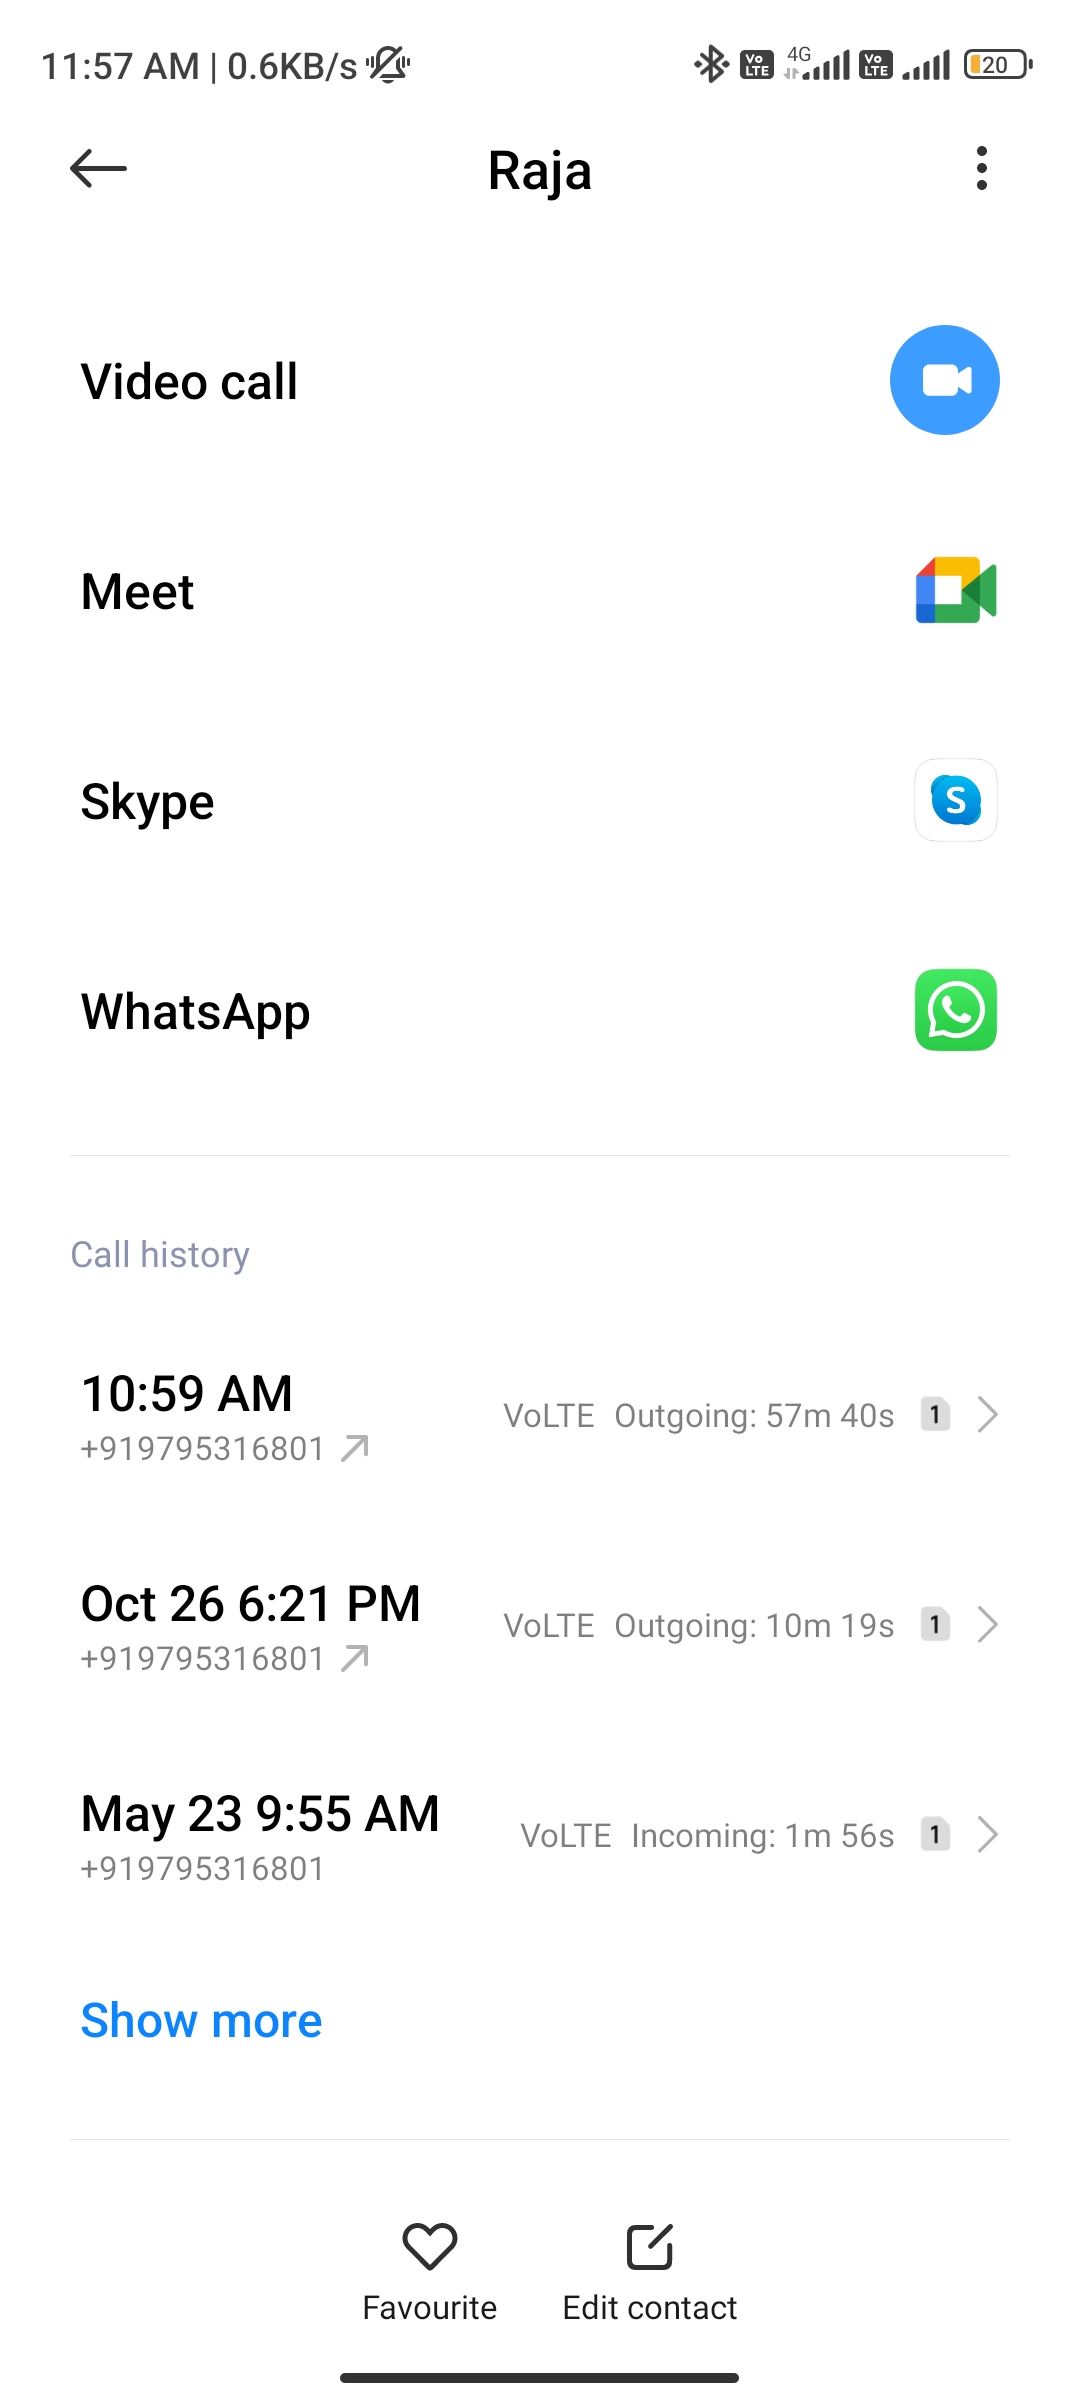 11:57 AM | 0.6KB/s Vo LTE 4G Vo LTE 20
Raja
Video call
Meet
Skype
S
WhatsApp
Call history
10:59 AM
+919795316801
VoLTE Outgoing: 57m 40s 1
Oct 26 6:21 PM
+919795316801
VoLTE Outgoing: 10m 19s 1
May 23 9:55 AM
+919795316801
VoLTE Incoming: 1m 56s 1
Show more
Favourite Edit contact